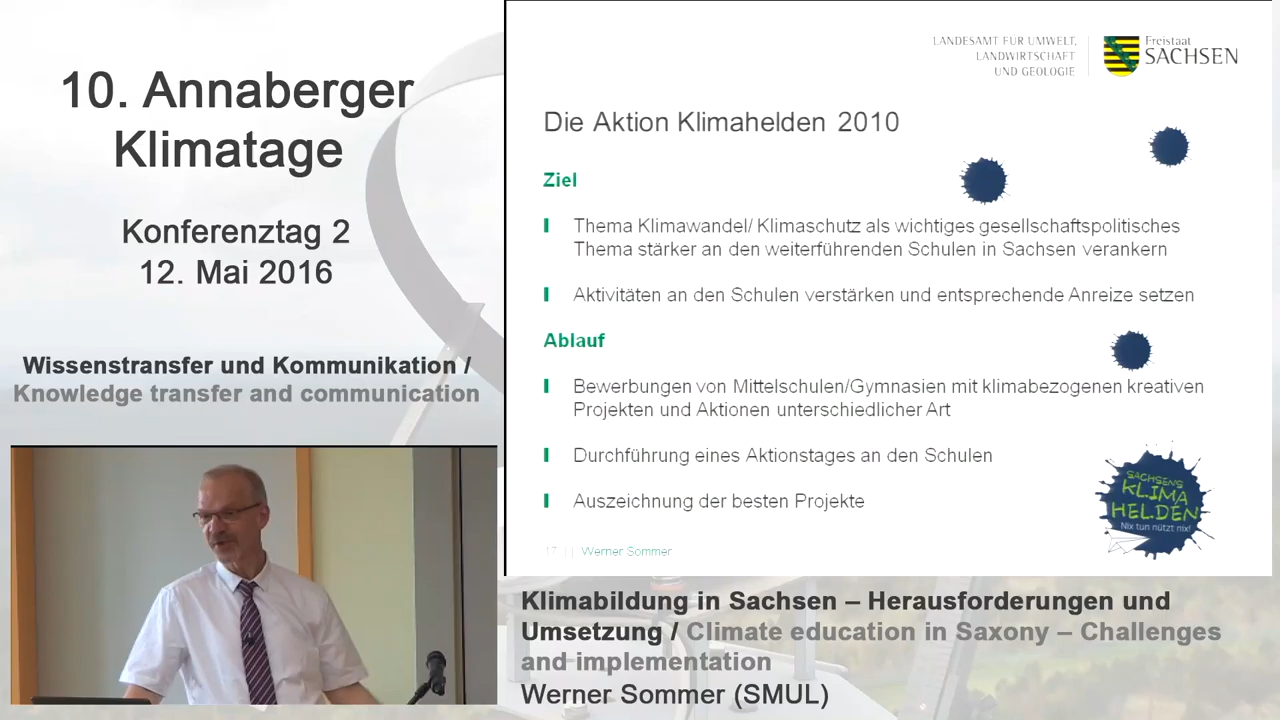 10. Annaberger
Klimatage
Konferenztag 2
12. Mai 2016
Wissenstransfer und Kommunikation /
Knowledge transfer and communication
LANDESAMT FÜR UMWELT,
LANDWIRTSCHAFT
UND GEOLOGIE
Freistaat
SACHSEN
Die Aktion Klimahelden 2010
Ziel
Thema Klimawandel/ Klimaschutz als wichtiges gesellschaftspolitisches
Thema stärker an den weiterführenden Schulen in Sachsen verankern
Aktivitäten an den Schulen verstärken und entsprechende Anreize setzen
Ablauf
Bewerbungen von Mittelschulen/Gymnasien mit klimabezogenen kreativen
Projekten und Aktionen unterschiedlicher Art
Durchführung eines Aktionstages an den Schulen
Auszeichnung der besten Projekte
SACHSENS
KLIMA
HELDEN
Nix tun nützt nix!
17 | Werner Sommer
Klimabildung in Sachsen – Herausforderungen und
Umsetzung / Climate education in Saxony – Challenges
and implementation
Werner Sommer (SMUL)